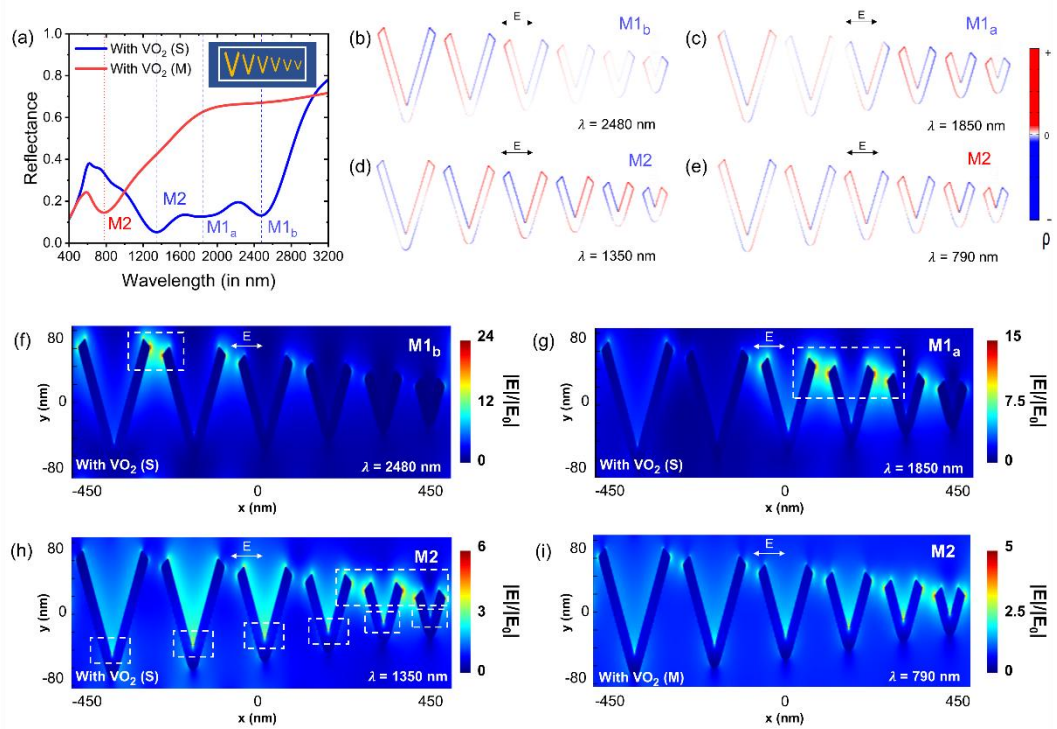 (a)
With VO₂ (S)
With VO₂ (M)
Reflectance
1.0
0.8
0.6
0.4
0.2
0.0
M2
M2
M1ₐ
M1_b
400 800 1200 1600 2000 2400 2800 3200
Wavelength (in nm)
(b)
E
M1_b
λ = 2480 nm
(c)
E
M1ₐ
λ = 1850 nm
(d)
M2
λ = 1350 nm
(e)
M2
λ = 790 nm
+
0
−
ρ
(f)
E
M1_b
With VO₂ (S)
λ = 2480 nm
80
0
-80
y (nm)
-450 0 450
x (nm)
24
12
0
|E|/|E₀|
(g)
E
M1ₐ
With VO₂ (S)
λ = 1850 nm
80
0
-80
y (nm)
-450 0 450
x (nm)
15
7.5
0
|E|/|E₀|
(h)
E
M2
With VO₂ (S)
λ = 1350 nm
80
0
-80
y (nm)
-450 0 450
x (nm)
6
3
0
|E|/|E₀|
(i)
E
M2
With VO₂ (M)
λ = 790 nm
80
0
-80
y (nm)
-450 0 450
x (nm)
5
2.5
0
|E|/|E₀|